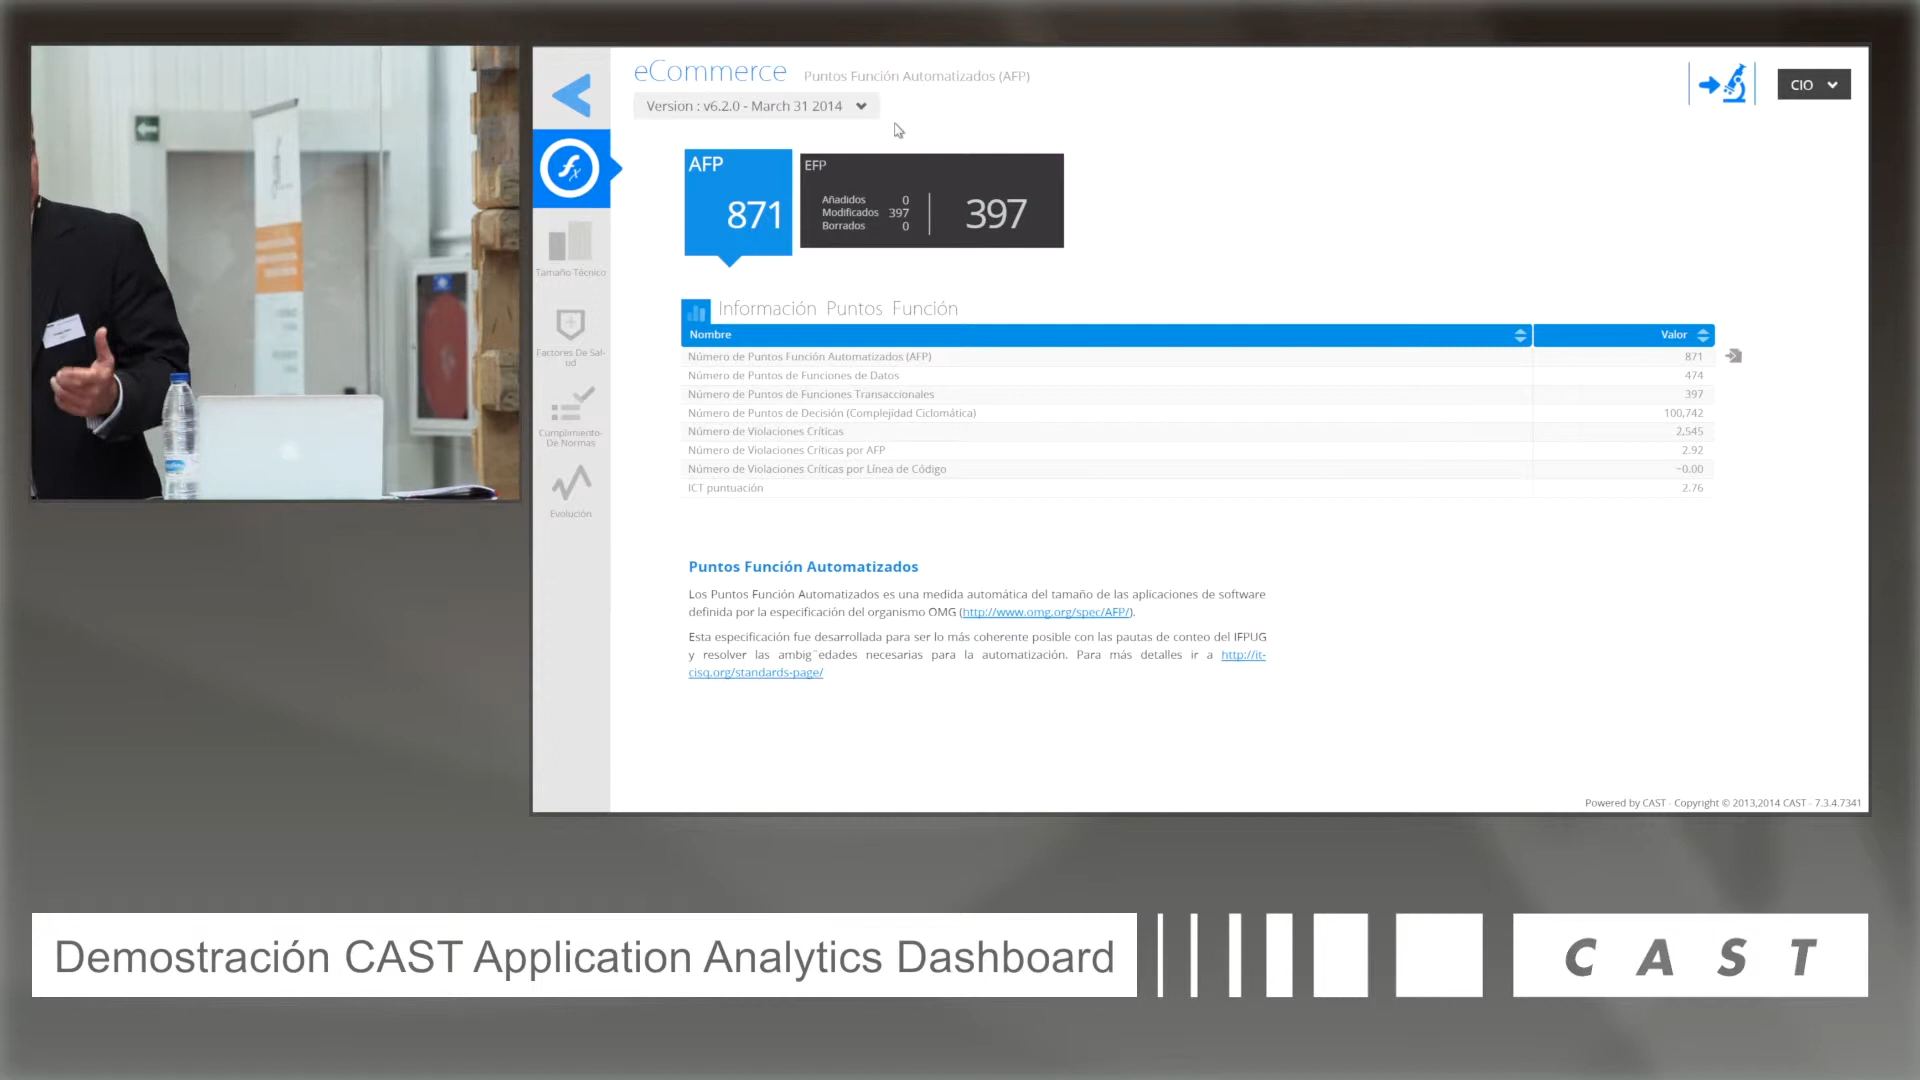 eCommerce Puntos Función Automatizados (AFP)
Version : v6.2.0 - March 31 2014
CIO
AFP
871
EFP
Añadidos 0
Modificados 397
Borrados 0
397
Tamaño Técnico
Factores De Sal-
ud
Cumplimiento-
De Normas
Evolución
Información Puntos Función
Nombre Valor
Número de Puntos Función Automatizados (AFP) 871
Número de Puntos de Funciones de Datos 474
Número de Puntos de Funciones Transaccionales 397
Número de Puntos de Decisión (Complejidad Ciclomática) 100,742
Número de Violaciones Críticas 2,545
Número de Violaciones Críticas por AFP 2.92
Número de Violaciones Críticas por Línea de Código ~0.00
ICT puntuación 2.76
Puntos Función Automatizados
Los Puntos Función Automatizados es una medida automática del tamaño de las aplicaciones de software
definida por la especificación del organismo OMG (http://www.omg.org/spec/AFP/).
Esta especificación fue desarrollada para ser lo más coherente posible con las pautas de conteo del IFPUG
y resolver las ambig¨edades necesarias para la automatización. Para más detalles ir a http://it-
cisq.org/standards-page/
Powered by CAST - Copyright © 2013,2014 CAST - 7.3.4.7341
Demostración CAST Application Analytics Dashboard
CAST